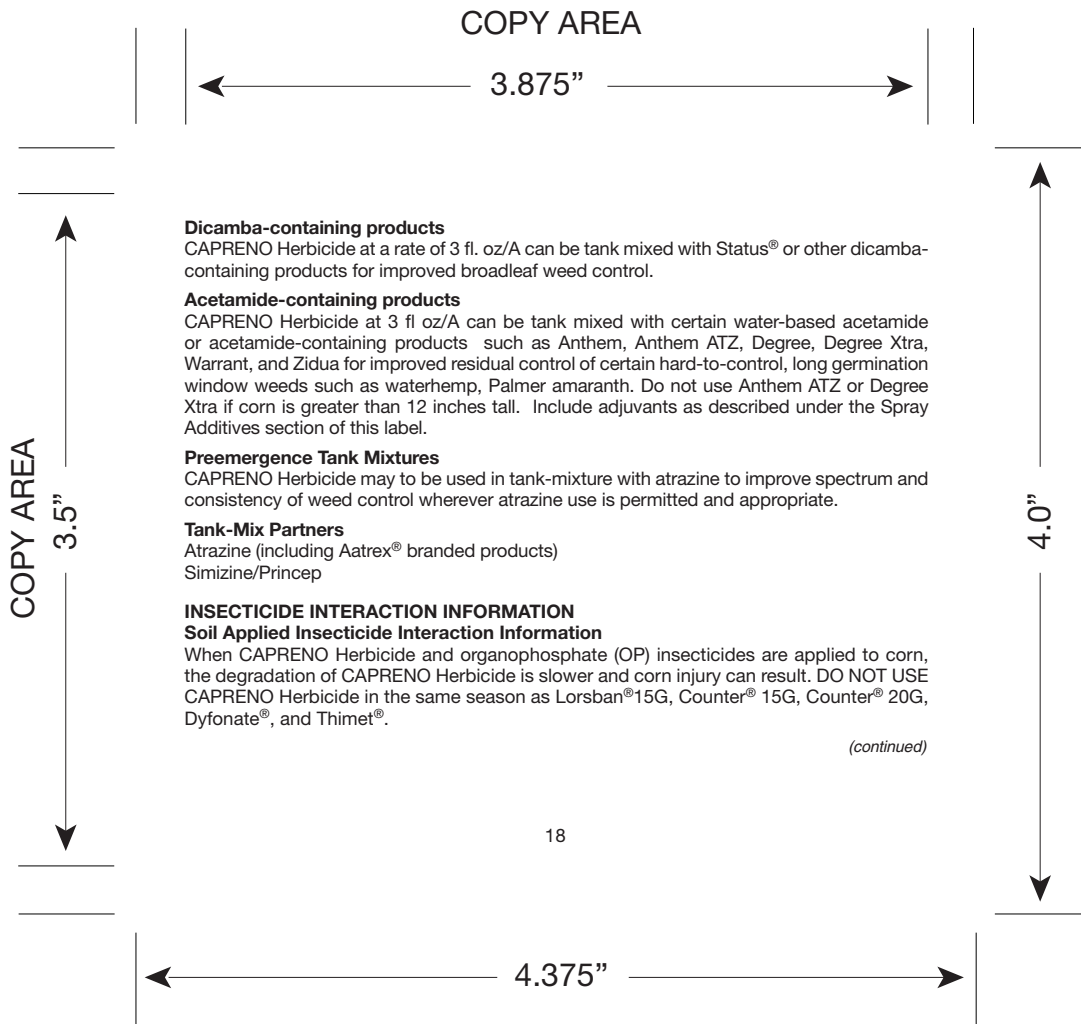 COPY AREA
3.875”
Dicamba-containing products
CAPRENO Herbicide at a rate of 3 fl. oz/A can be tank mixed with Status® or other dicamba-
containing products for improved broadleaf weed control.
Acetamide-containing products
CAPRENO Herbicide at 3 fl oz/A can be tank mixed with certain water-based acetamide
or acetamide-containing products such as Anthem, Anthem ATZ, Degree, Degree Xtra,
Warrant, and Zidua for improved residual control of certain hard-to-control, long germination
window weeds such as waterhemp, Palmer amaranth. Do not use Anthem ATZ or Degree
Xtra if corn is greater than 12 inches tall. Include adjuvants as described under the Spray
Additives section of this label.
Preemergence Tank Mixtures
CAPRENO Herbicide may to be used in tank-mixture with atrazine to improve spectrum and
consistency of weed control wherever atrazine use is permitted and appropriate.
Tank-Mix Partners
Atrazine (including Aatrex® branded products)
Simizine/Princep
INSECTICIDE INTERACTION INFORMATION
Soil Applied Insecticide Interaction Information
When CAPRENO Herbicide and organophosphate (OP) insecticides are applied to corn,
the degradation of CAPRENO Herbicide is slower and corn injury can result. DO NOT USE
CAPRENO Herbicide in the same season as Lorsban®15G, Counter® 15G, Counter® 20G,
Dyfonate®, and Thimet®.
(continued)
18
COPY AREA
3.5”
4.0”
4.375”